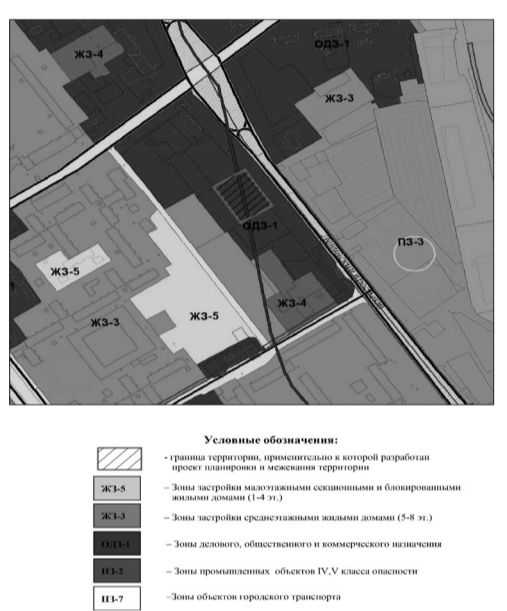 ЖЗ-4
ОДЗ-1
ЖЗ-3
ОДЗ-1
ПЗ-3
ЖЗ-5
ЖЗ-4
ЖЗ-3
ЖЗ-5
Условные обозначения:
- граница территории, применительно к которой разработан
проект планировки и межевания территории
ЖЗ-5
– Зоны застройки малоэтажными секционными и блокированными
жилыми домами (1-4 эт.)
ЖЗ-3
– Зоны застройки среднеэтажными жилыми домами (5-8 эт.)
ОДЗ-1
– Зоны делового, общественного и коммерческого назначения
ПЗ-2
– Зоны промышленных объектов IV,V класса опасности
ПЗ-7
–Зоны объектов городского транспорта